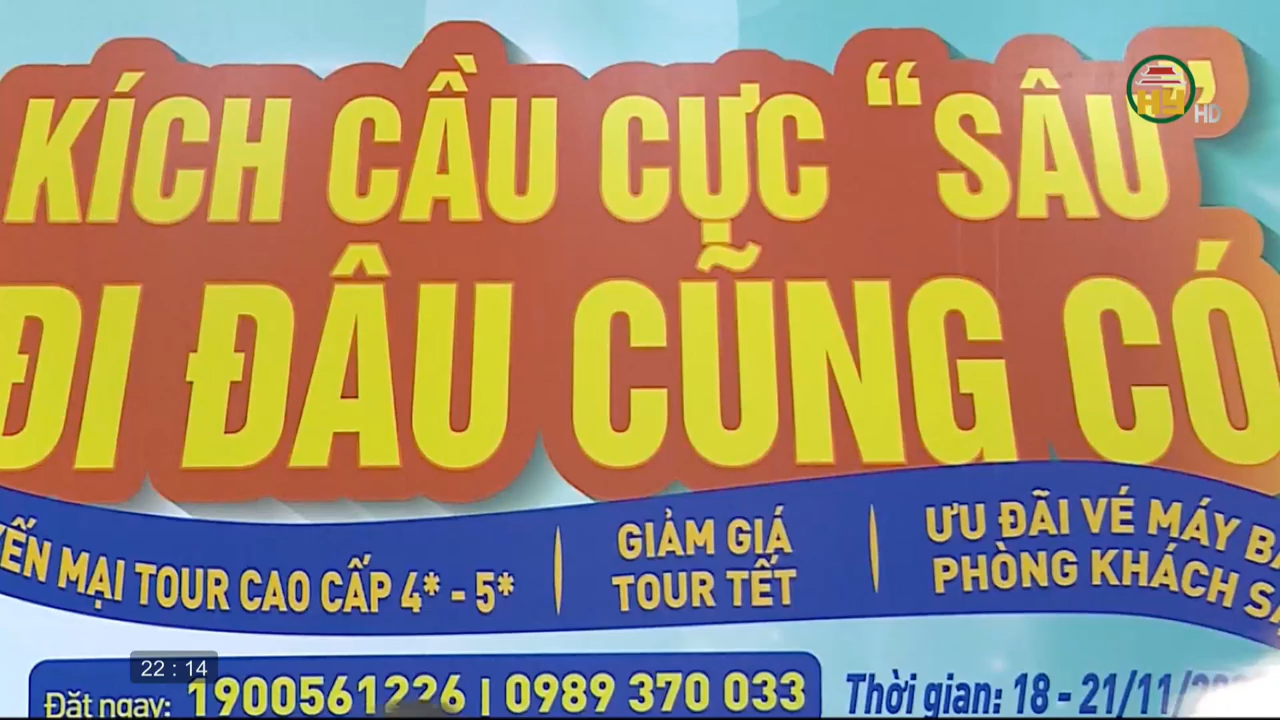 KÍCH CẦU CỰC “SÂU”
ĐI ĐÂU CŨNG CÓ
MẠI TOUR CAO CẤP 4* - 5*
GIẢM GIÁ
TOUR TẾT
ƯU ĐÃI VÉ MÁY
PHÒNG KHÁCH
Đặt ngay: 1900561226 | 0989 370 033
Thời gian: 18 - 21/11/
HY HD
22 : 14